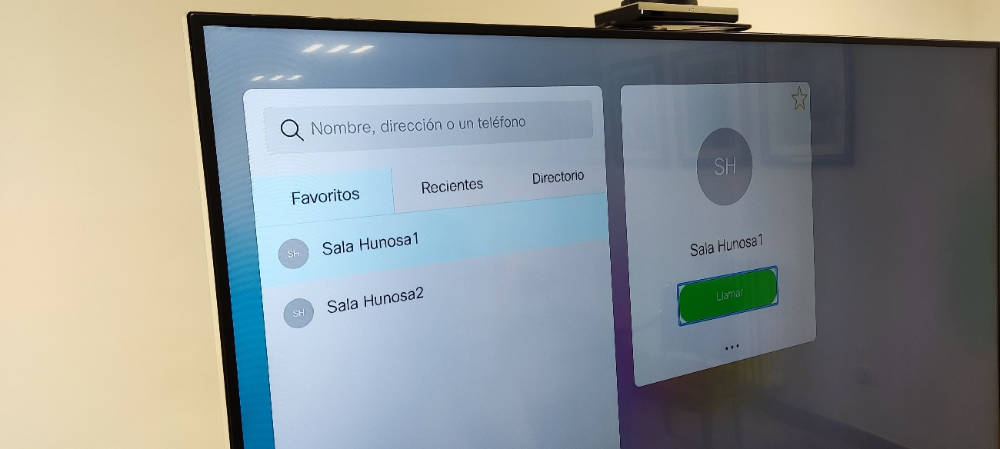 Nombre, dirección o un teléfono
Favoritos Recientes Directorio
SH Sala Hunosa1
SH Sala Hunosa2
SH
Sala Hunosa1
Llamar